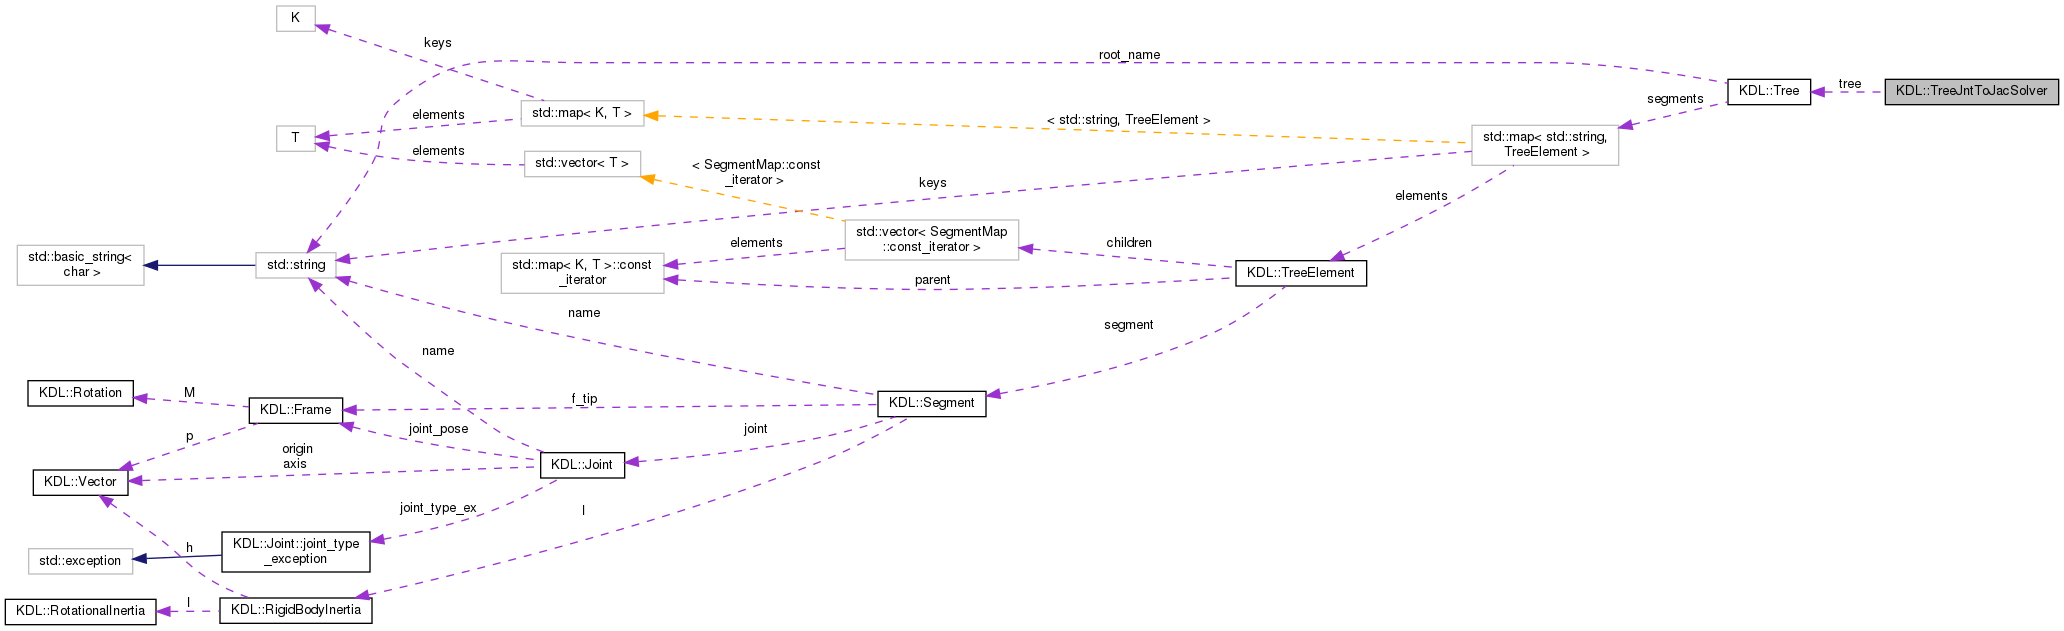 K
keys
root_name
KDL::Tree
tree
KDL::TreeJntToJacSolver
segments
elements
std::map< K, T >
< std::string, TreeElement >
T
std::map< std::string,
TreeElement >
elements
std::vector< T >
< SegmentMap::const
_iterator >
keys
elements
std::vector< SegmentMap
::const_iterator >
children
elements
std::basic_string<
char >
std::string
std::map< K, T >::const
_iterator
parent
KDL::TreeElement
name
segment
name
KDL::Rotation
M
KDL::Frame
f_tip
KDL::Segment
p
joint_pose
joint
origin
axis
KDL::Vector
KDL::Joint
joint_type_ex
I
h
KDL::Joint::joint_type
_exception
std::exception
KDL::RotationalInertia
I
KDL::RigidBodyInertia